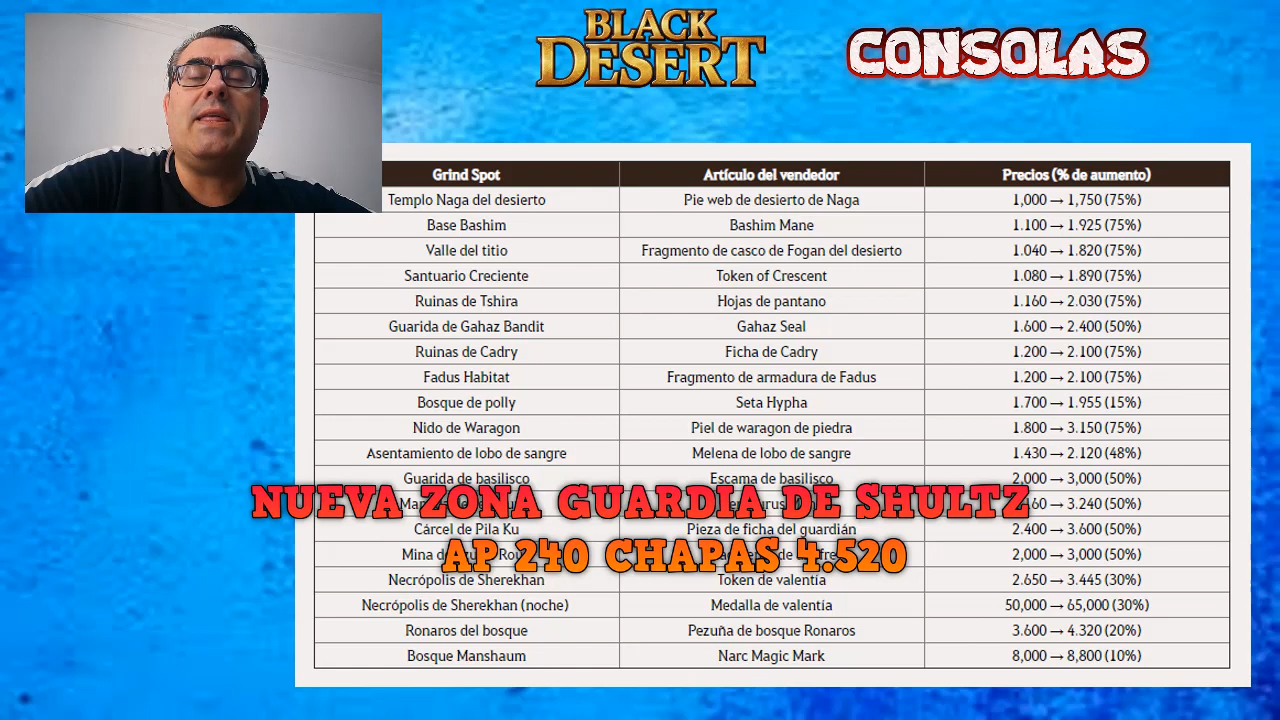 BLACK
DESERT
CONSOLAS
Grind Spot Artículo del vendedor Precios (% de aumento)
Templo Naga del desierto Pie web de desierto de Naga 1,000 → 1,750 (75%)
Base Bashim Bashim Mane 1.100 → 1.925 (75%)
Valle del titio Fragmento de casco de Fogan del desierto 1.040 → 1.820 (75%)
Santuario Creciente Token of Crescent 1.080 → 1.890 (75%)
Ruinas de Tshira Hojas de pantano 1.160 → 2.030 (75%)
Guarida de Gahaz Bandit Gahaz Seal 1.600 → 2.400 (50%)
Ruinas de Cadry Ficha de Cadry 1.200 → 2.100 (75%)
Fadus Habitat Fragmento de armadura de Fadus 1.200 → 2.100 (75%)
Bosque de polly Seta Hypha 1.700 → 1.955 (15%)
Nido de Waragon Piel de waragon de piedra 1.800 → 3.150 (75%)
Asentamiento de lobo de sangre Melena de lobo de sangre 1.430 → 2.120 (48%)
Guarida de basilisco Escama de basilisco 2,000 → 3,000 (50%)
NUEVA ZONA GUARDIA DE SHULTZ
→ 3.240 (50%)
Cárcel de Pila Ku Pieza de ficha del guardián 2.400 → 3.600 (50%)
AP 240 CHAPAS 4.520
Mina de 2,000 → 3,000 (50%)
Necrópolis de Sherekhan Token de valentía 2.650 → 3.445 (30%)
Necrópolis de Sherekhan (noche) Medalla de valentía 50,000 → 65,000 (30%)
Ronaros del bosque Pezuña de bosque Ronaros 3.600 → 4.320 (20%)
Bosque Manshaum Narc Magic Mark 8,000 → 8,800 (10%)